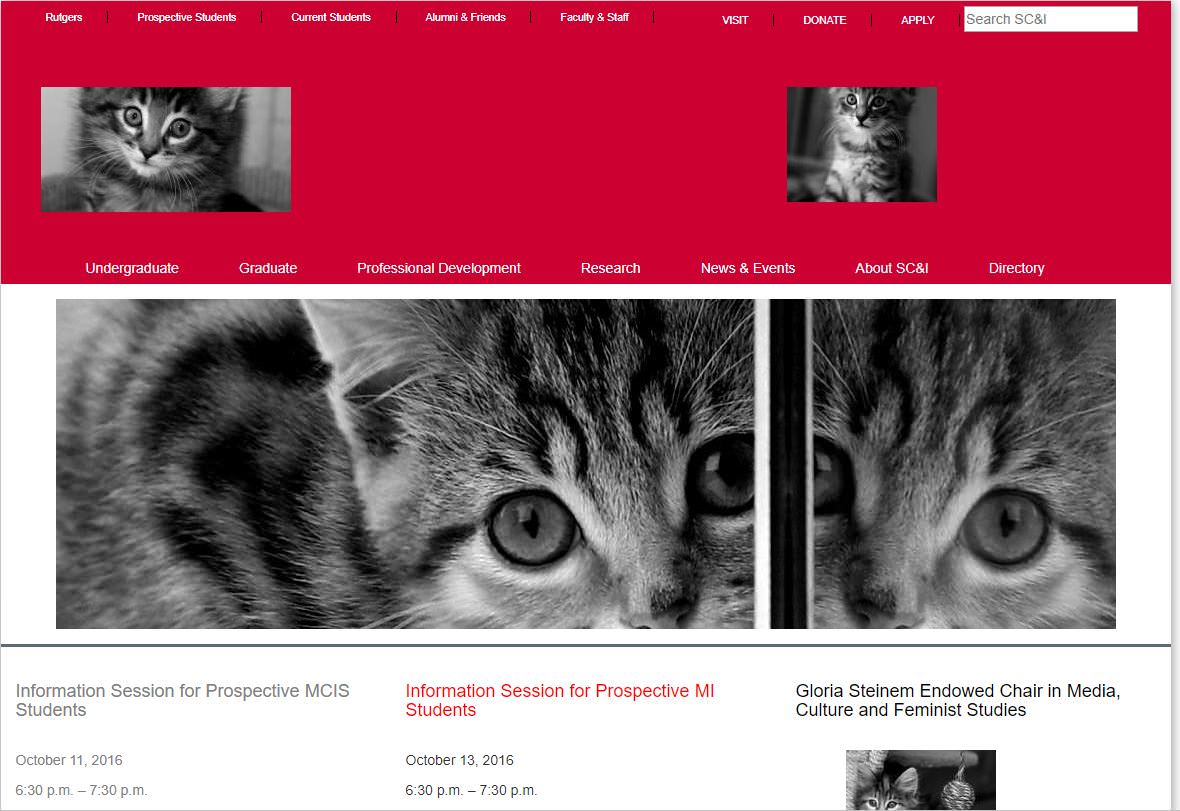 Rutgers Prospective Students Current Students Alumni & Friends Faculty & Staff VISIT DONATE APPLY Search SC&I
Undergraduate Graduate Professional Development Research News & Events About SC&I Directory
Information Session for Prospective MCIS
Students
October 11, 2016
6:30 p.m. – 7:30 p.m.
Information Session for Prospective MI
Students
October 13, 2016
6:30 p.m. – 7:30 p.m.
Gloria Steinem Endowed Chair in Media,
Culture and Feminist Studies